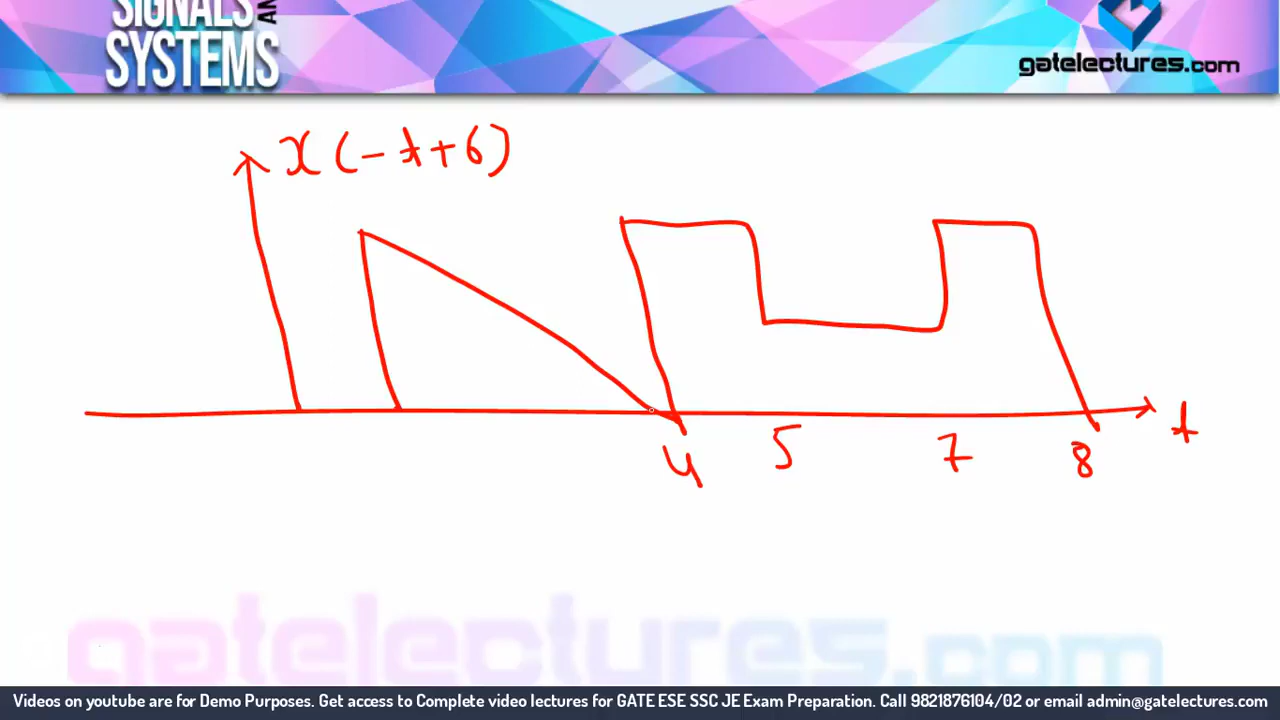 SIGNALS AND
SYSTEMS
gatelectures.com
x(-t+6)
t
4 5 7 8
gatelectures.com
Videos on youtube are for Demo Purposes. Get access to Complete video lectures for GATE ESE SSC JE Exam Preparation. Call 9821876104/02 or email admin@gatelectures.com